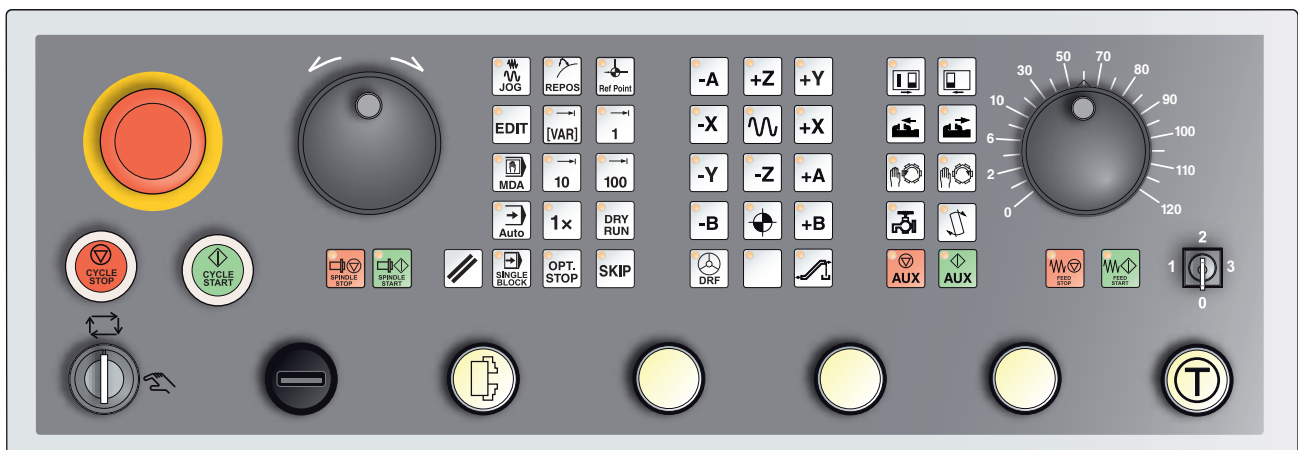 JOG REPOS Ref Point
-A +Z +Y
EDIT [VAR] 1
-X +X
MDA 10 100
-Y -Z +A
Auto 1× DRY RUN
-B +B
SINGLE BLOCK OPT. STOP SKIP
DRF
0 2 6 10 30 50 70 80 90 100 110 120
CYCLE STOP
CYCLE START
SPINDLE STOP
SPINDLE START
AUX AUX
FEED STOP
FEED START
2
1 3
0
T